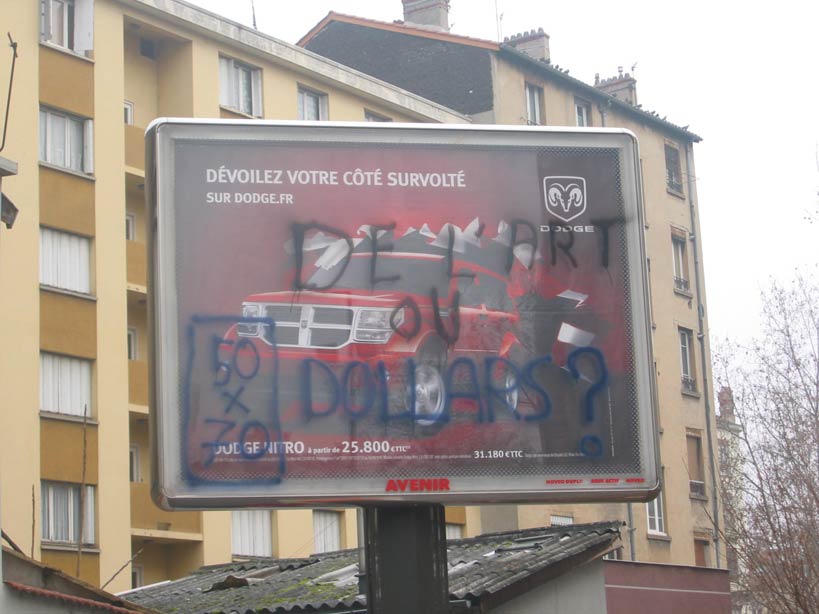 DÉVOILEZ VOTRE CÔTÉ SURVOLTÉ
SUR DODGE.FR
DODGE
DE L'ART
OU
DOLLARS ?
50
x
70
DODGE NITRO à partir de 25.800 € TTC
31.180 € TTC
AVENIR